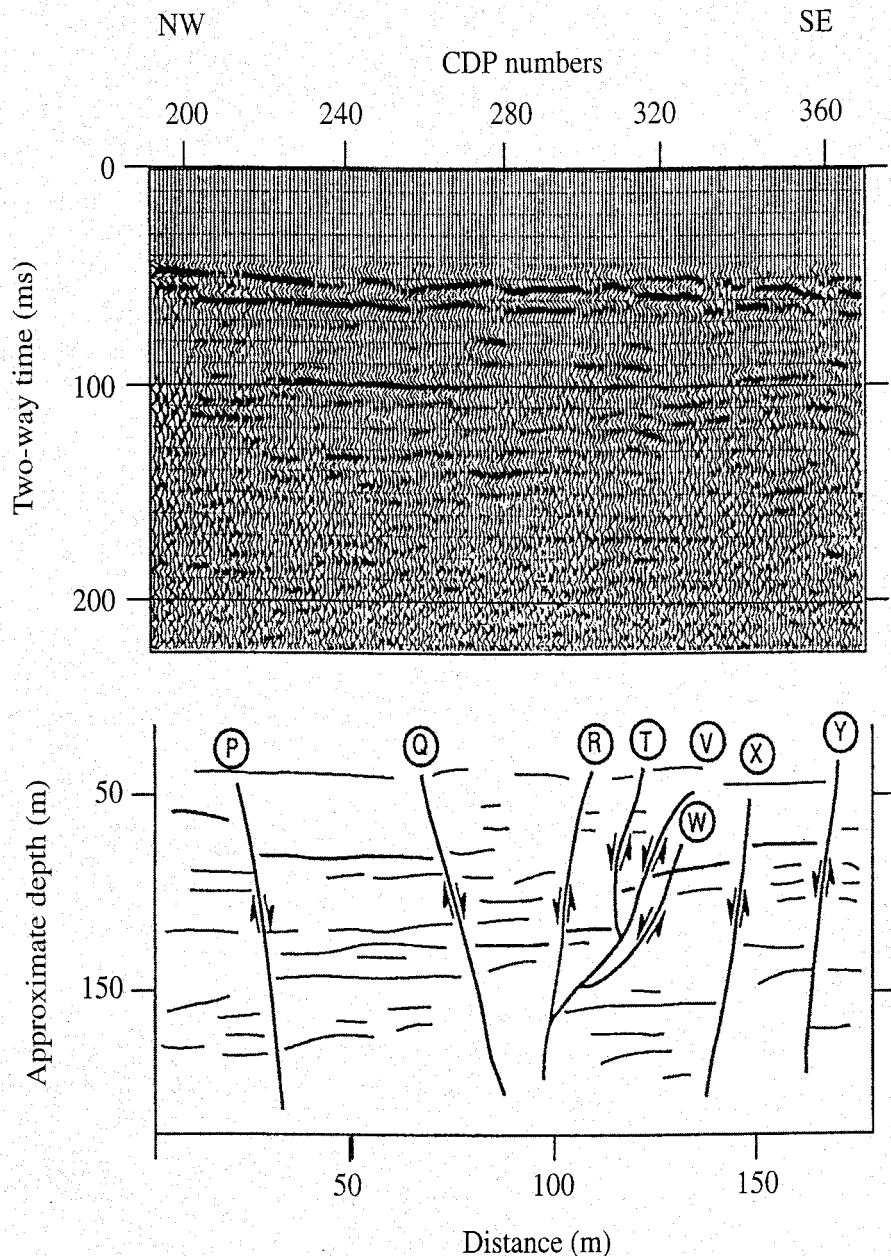 NW SE
CDP numbers
200 240 280 320 360
0
100
200
Two-way time (ms)
P Q R T V X Y
W
50
150
Approximate depth (m)
50 100 150
Distance (m)